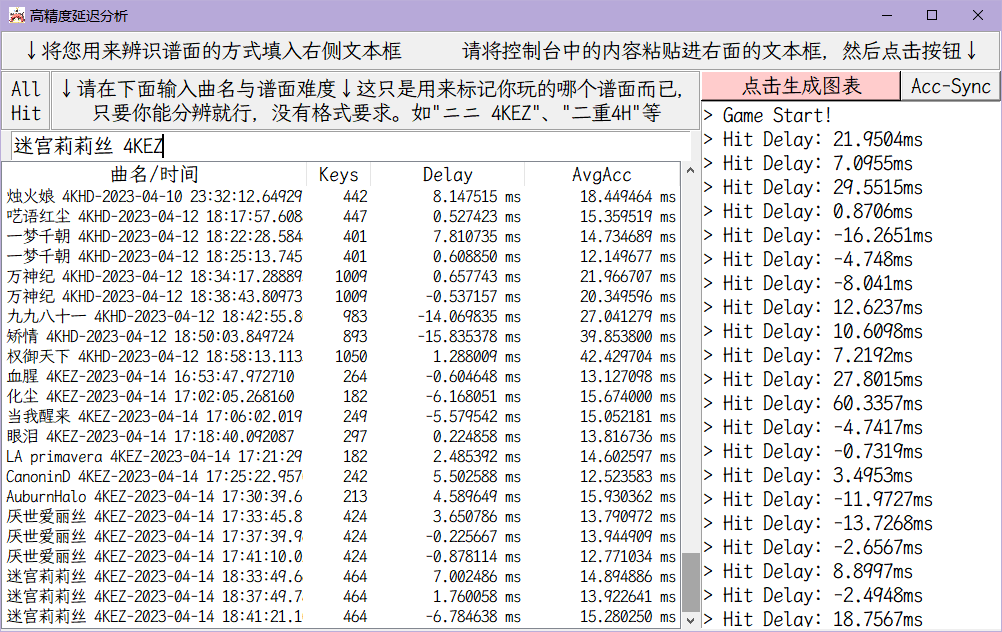 高精度延迟分析
↓将您用来辨识谱面的方式填入右侧文本框 请将控制台中的内容粘贴进右面的文本框，然后点击按钮↓
All Hit
↓请在下面输入曲名与谱面难度↓这只是用来标记你玩的哪个谱面而已，
只要你能分辨就行，没有格式要求。如"ニニ 4KEZ"、"二重4H"等
点击生成图表 Acc-Sync
迷宫莉莉丝 4KEZ
曲名/时间 Keys Delay AvgAcc
烛火娘 4KHD-2023-04-10 23:32:12.64929 442 8.147515 ms 18.449464 ms
呓语红尘 4KHD-2023-04-12 18:17:57.608 447 0.527423 ms 15.359519 ms
一梦千朝 4KHD-2023-04-12 18:22:28.584 401 7.810735 ms 14.734689 ms
一梦千朝 4KHD-2023-04-12 18:25:13.745 401 0.608850 ms 12.149677 ms
万神纪 4KHD-2023-04-12 18:34:17.28889 1009 0.657743 ms 21.966707 ms
万神纪 4KHD-2023-04-12 18:38:43.80973 1009 -0.537157 ms 20.349596 ms
九九八十一 4KHD-2023-04-12 18:42:55.8 983 -14.069835 ms 27.041279 ms
矫情 4KHD-2023-04-12 18:50:03.849724 893 -15.835378 ms 39.853800 ms
权御天下 4KHD-2023-04-12 18:58:13.113 1050 1.288009 ms 42.429704 ms
血腥 4KEZ-2023-04-14 16:53:47.972710 264 -0.604648 ms 13.127098 ms
化尘 4KEZ-2023-04-14 17:02:05.268160 182 -6.168051 ms 15.674000 ms
当我醒来 4KEZ-2023-04-14 17:06:02.019 249 -5.579542 ms 15.052181 ms
眼泪 4KEZ-2023-04-14 17:18:40.092087 297 0.224858 ms 13.816736 ms
LA primavera 4KEZ-2023-04-14 17:21:29 182 2.485392 ms 14.602597 ms
CanoninD 4KEZ-2023-04-14 17:25:22.957 242 5.502588 ms 12.523583 ms
AuburnHalo 4KEZ-2023-04-14 17:30:39.6 213 4.589649 ms 15.930362 ms
厌世爱丽丝 4KEZ-2023-04-14 17:33:45.8 424 3.650786 ms 13.790972 ms
厌世爱丽丝 4KEZ-2023-04-14 17:37:39.9 424 -0.225667 ms 13.944909 ms
厌世爱丽丝 4KEZ-2023-04-14 17:41:10.0 424 -0.878114 ms 12.771034 ms
迷宫莉莉丝 4KEZ-2023-04-14 18:33:49.6 464 7.002486 ms 14.894886 ms
迷宫莉莉丝 4KEZ-2023-04-14 18:37:49.7 464 1.760058 ms 13.922641 ms
迷宫莉莉丝 4KEZ-2023-04-14 18:41:21.1 464 -6.784638 ms 15.280250 ms
> Game Start!
> Hit Delay: 21.9504ms
> Hit Delay: 7.0955ms
> Hit Delay: 29.5515ms
> Hit Delay: 0.8706ms
> Hit Delay: -16.2651ms
> Hit Delay: -4.748ms
> Hit Delay: -8.041ms
> Hit Delay: 12.6237ms
> Hit Delay: 10.6098ms
> Hit Delay: 7.2192ms
> Hit Delay: 27.8015ms
> Hit Delay: 60.3357ms
> Hit Delay: -4.7417ms
> Hit Delay: -0.7319ms
> Hit Delay: 3.4953ms
> Hit Delay: -11.9727ms
> Hit Delay: -13.7268ms
> Hit Delay: -2.6567ms
> Hit Delay: 8.8997ms
> Hit Delay: -2.4948ms
> Hit Delay: 18.7567ms